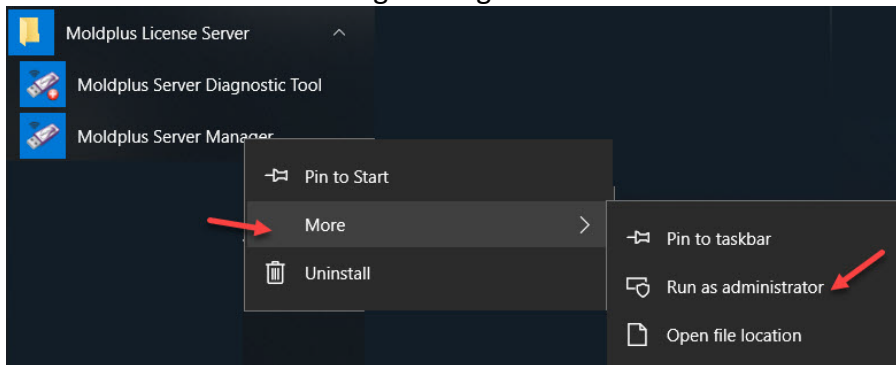 Moldplus License Server
Moldplus Server Diagnostic Tool
Moldplus Server Manager
Pin to Start
More
Uninstall
Pin to taskbar
Run as administrator
Open file location